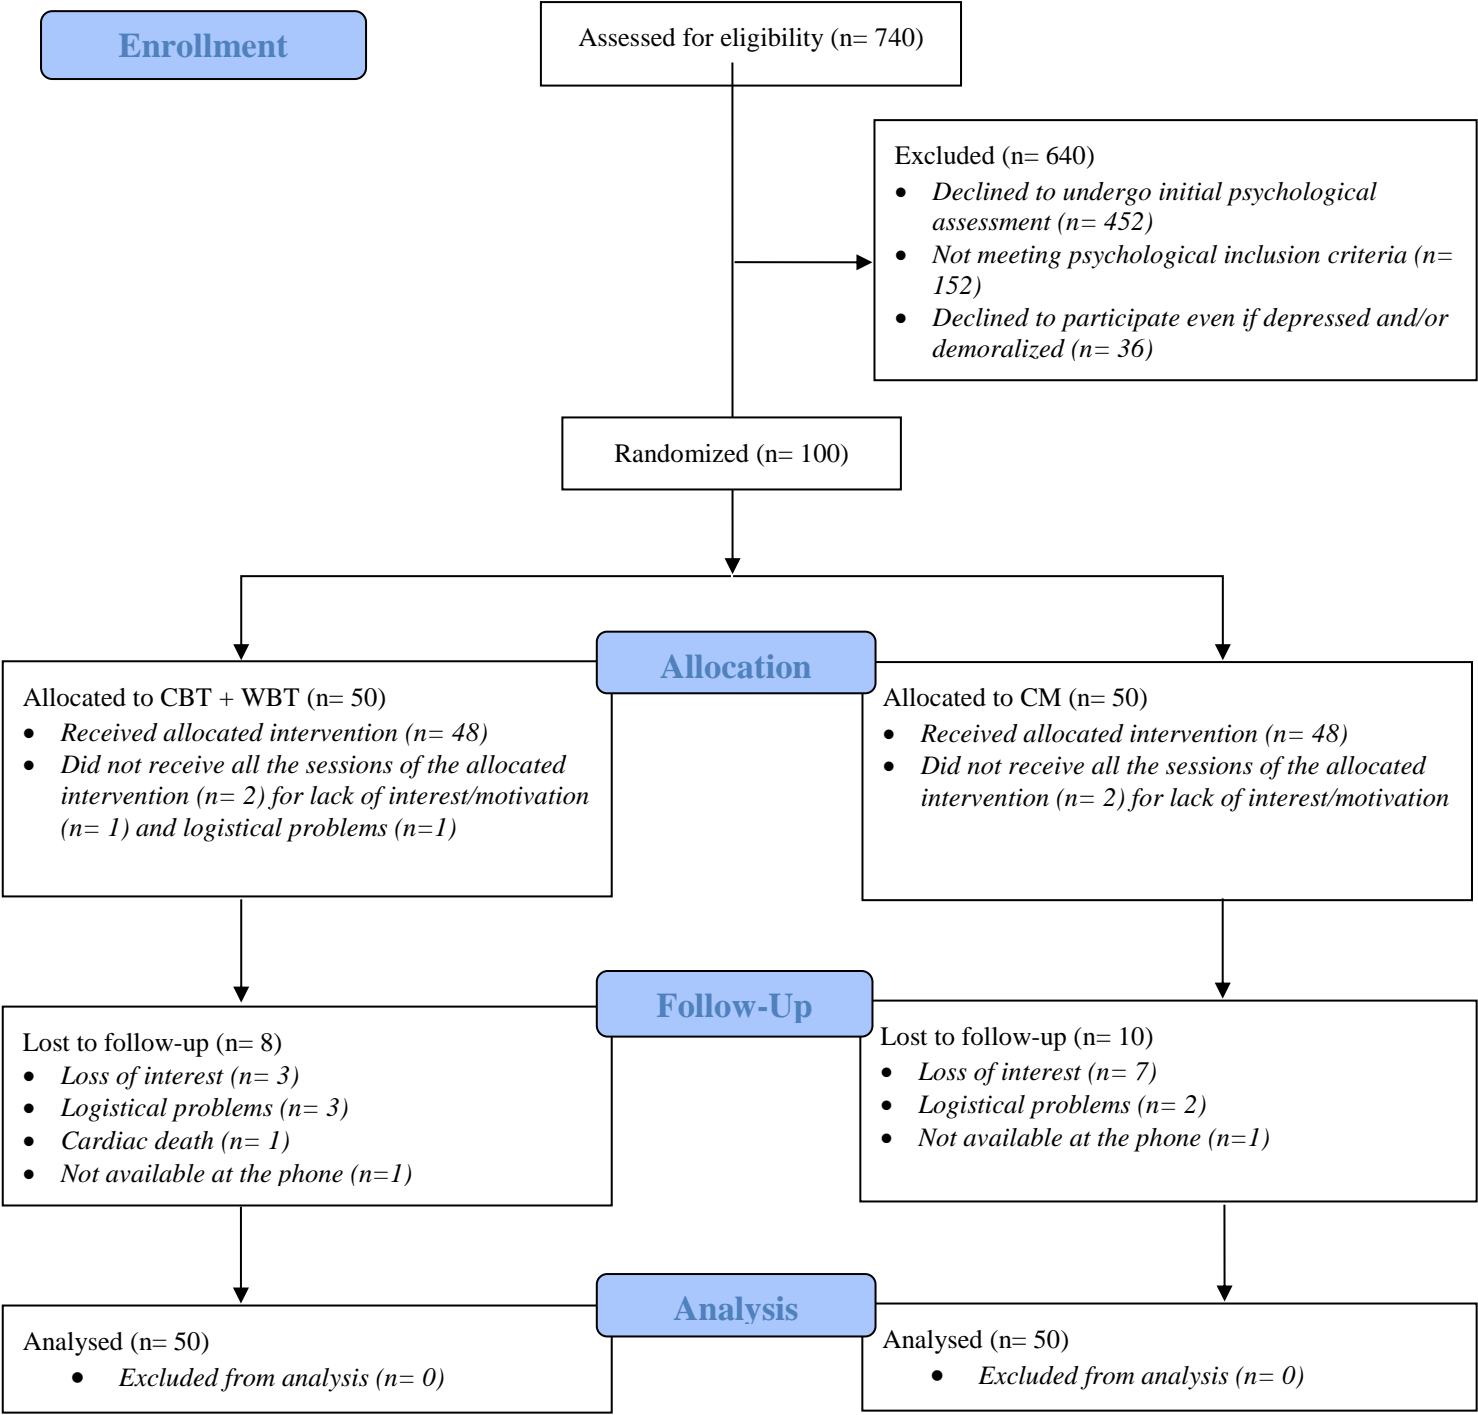 Enrollment
Assessed for eligibility (n= 740)
Excluded (n= 640)
• Declined to undergo initial psychological
assessment (n= 452)
• Not meeting psychological inclusion criteria (n=
152)
• Declined to participate even if depressed and/or
demoralized (n= 36)
Randomized (n= 100)
Allocation
Allocated to CBT + WBT (n= 50)
• Received allocated intervention (n= 48)
• Did not receive all the sessions of the allocated
intervention (n= 2) for lack of interest/motivation
(n= 1) and logistical problems (n=1)
Allocated to CM (n= 50)
• Received allocated intervention (n= 48)
• Did not receive all the sessions of the allocated
intervention (n= 2) for lack of interest/motivation
Follow-Up
Lost to follow-up (n= 8)
• Loss of interest (n= 3)
• Logistical problems (n= 3)
• Cardiac death (n= 1)
• Not available at the phone (n=1)
Lost to follow-up (n= 10)
• Loss of interest (n= 7)
• Logistical problems (n= 2)
• Not available at the phone (n=1)
Analysis
Analysed (n= 50)
• Excluded from analysis (n= 0)
Analysed (n= 50)
• Excluded from analysis (n= 0)